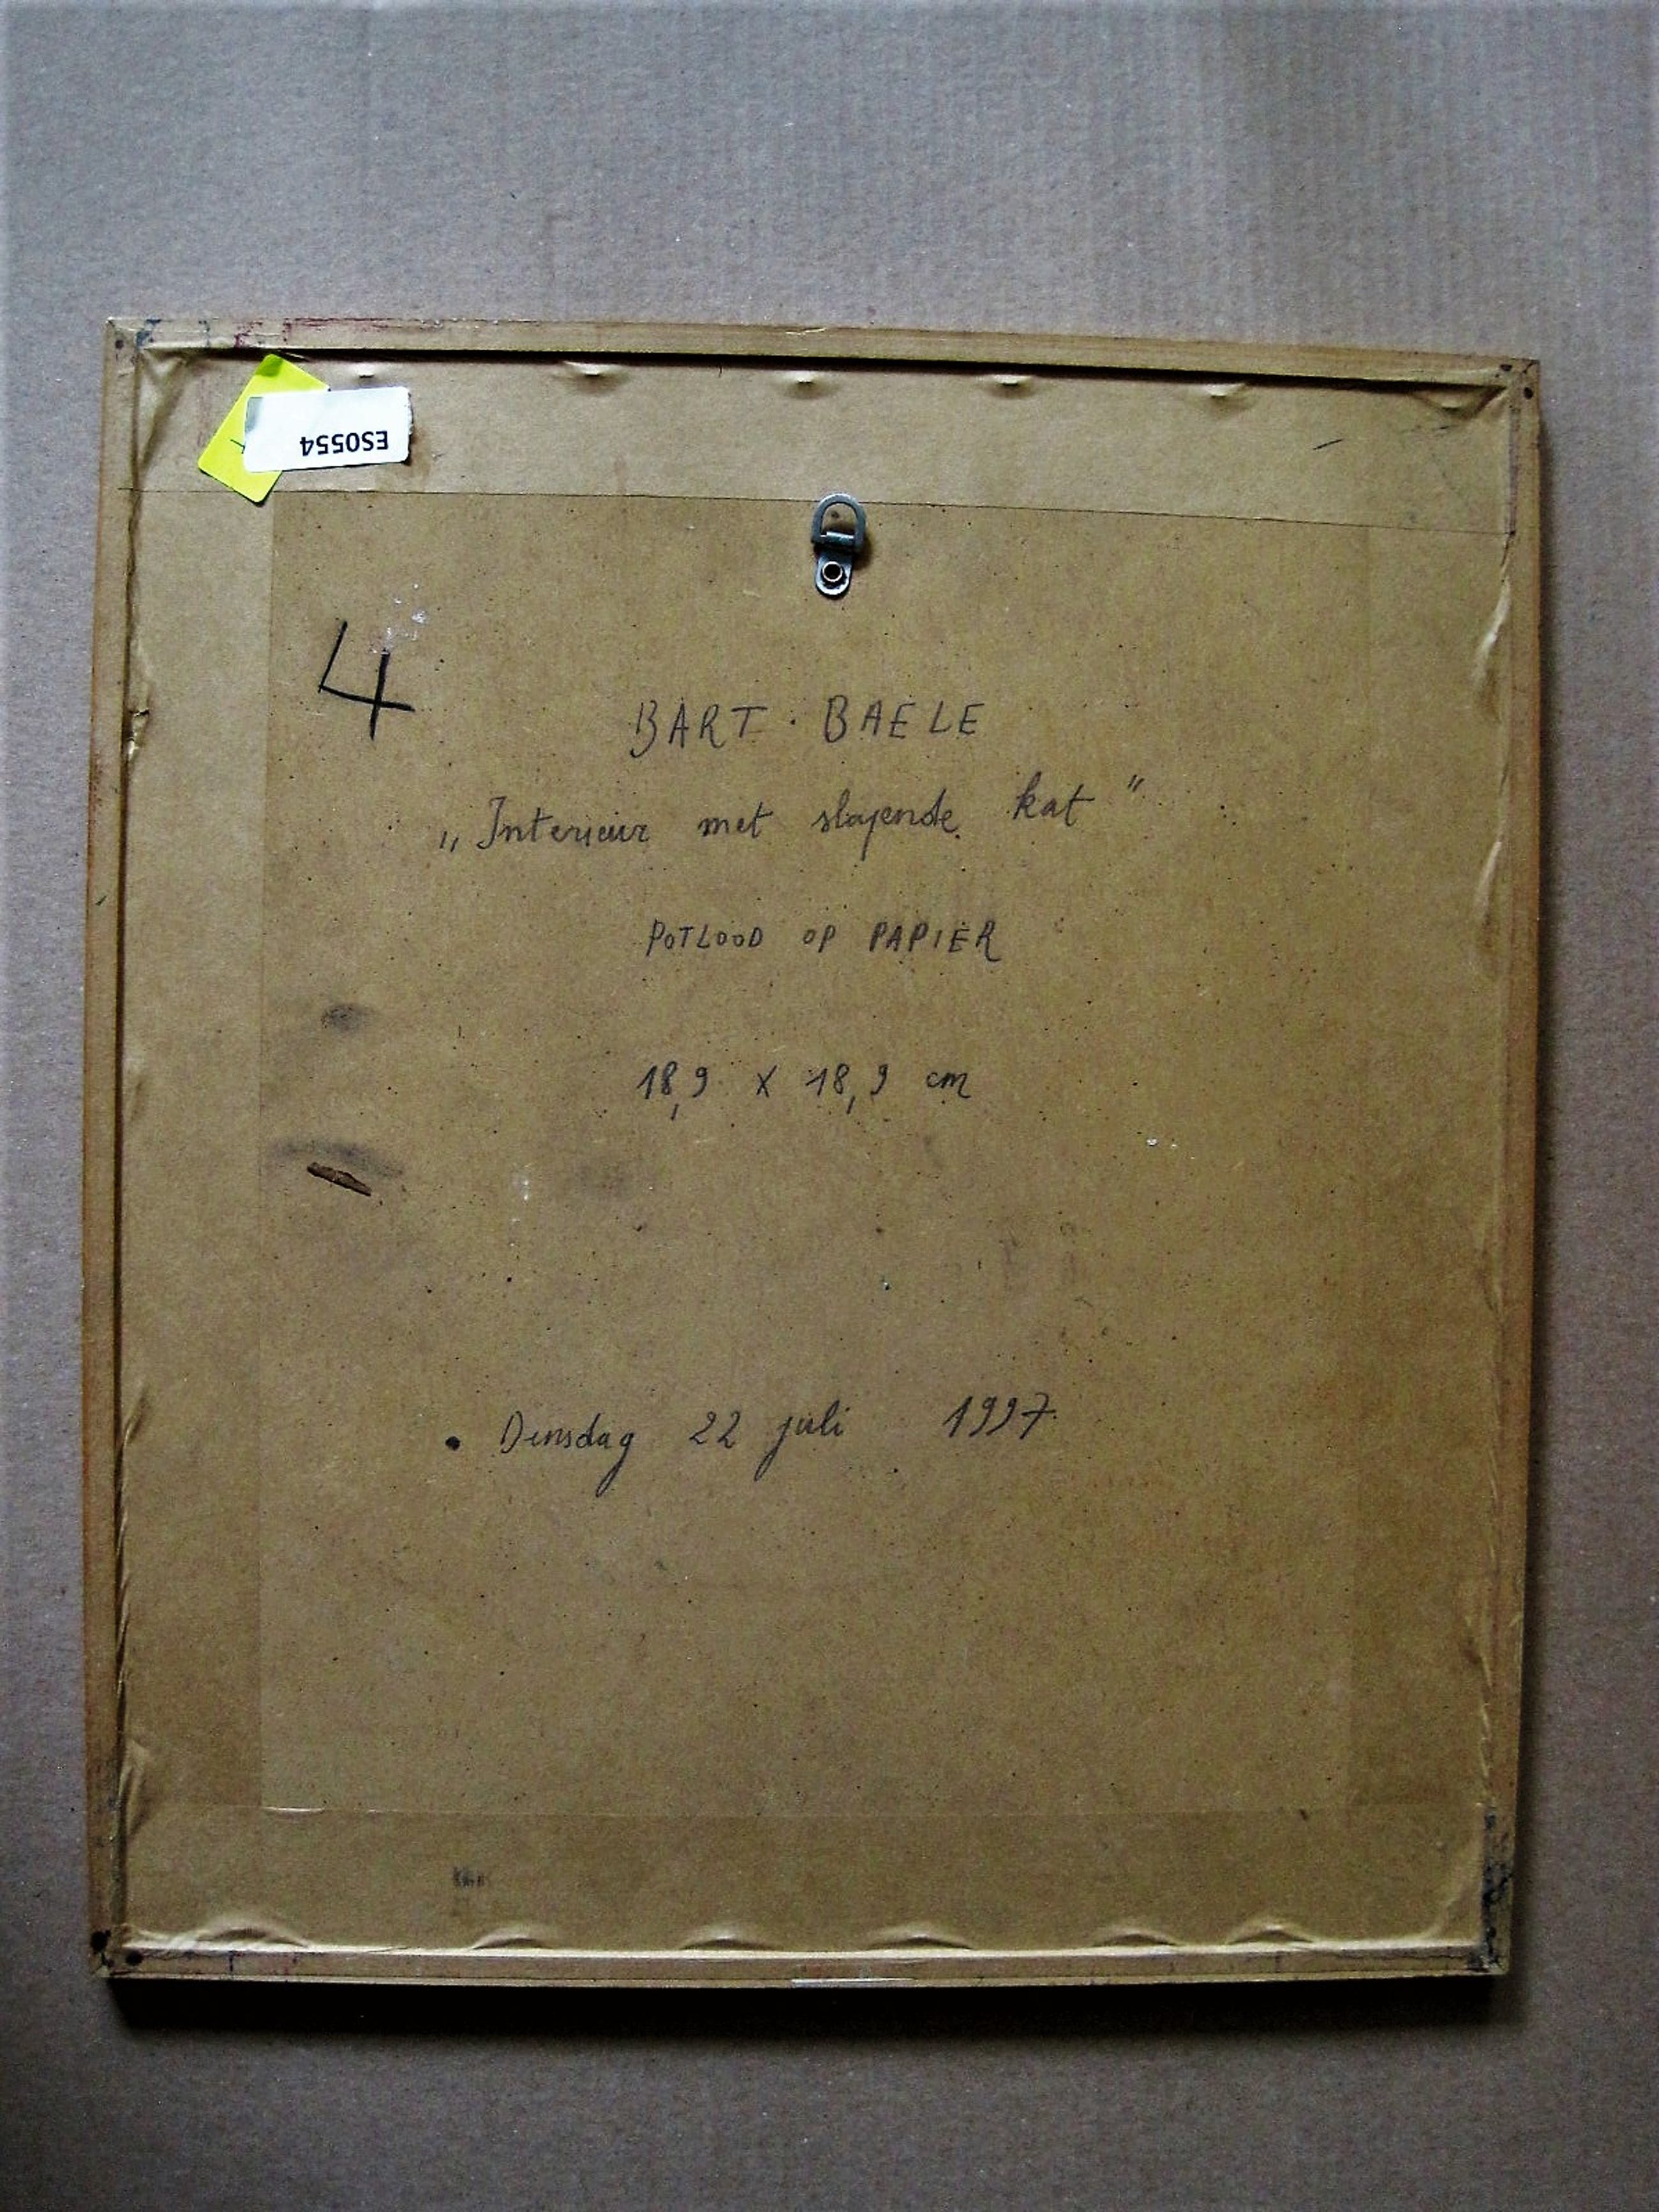 ES0554
4
BART · BAELE
„Interieur met slapende kat"
POTLOOD OP PAPIER
18,9 X 18,9 cm
• Dinsdag 22 juli 1997